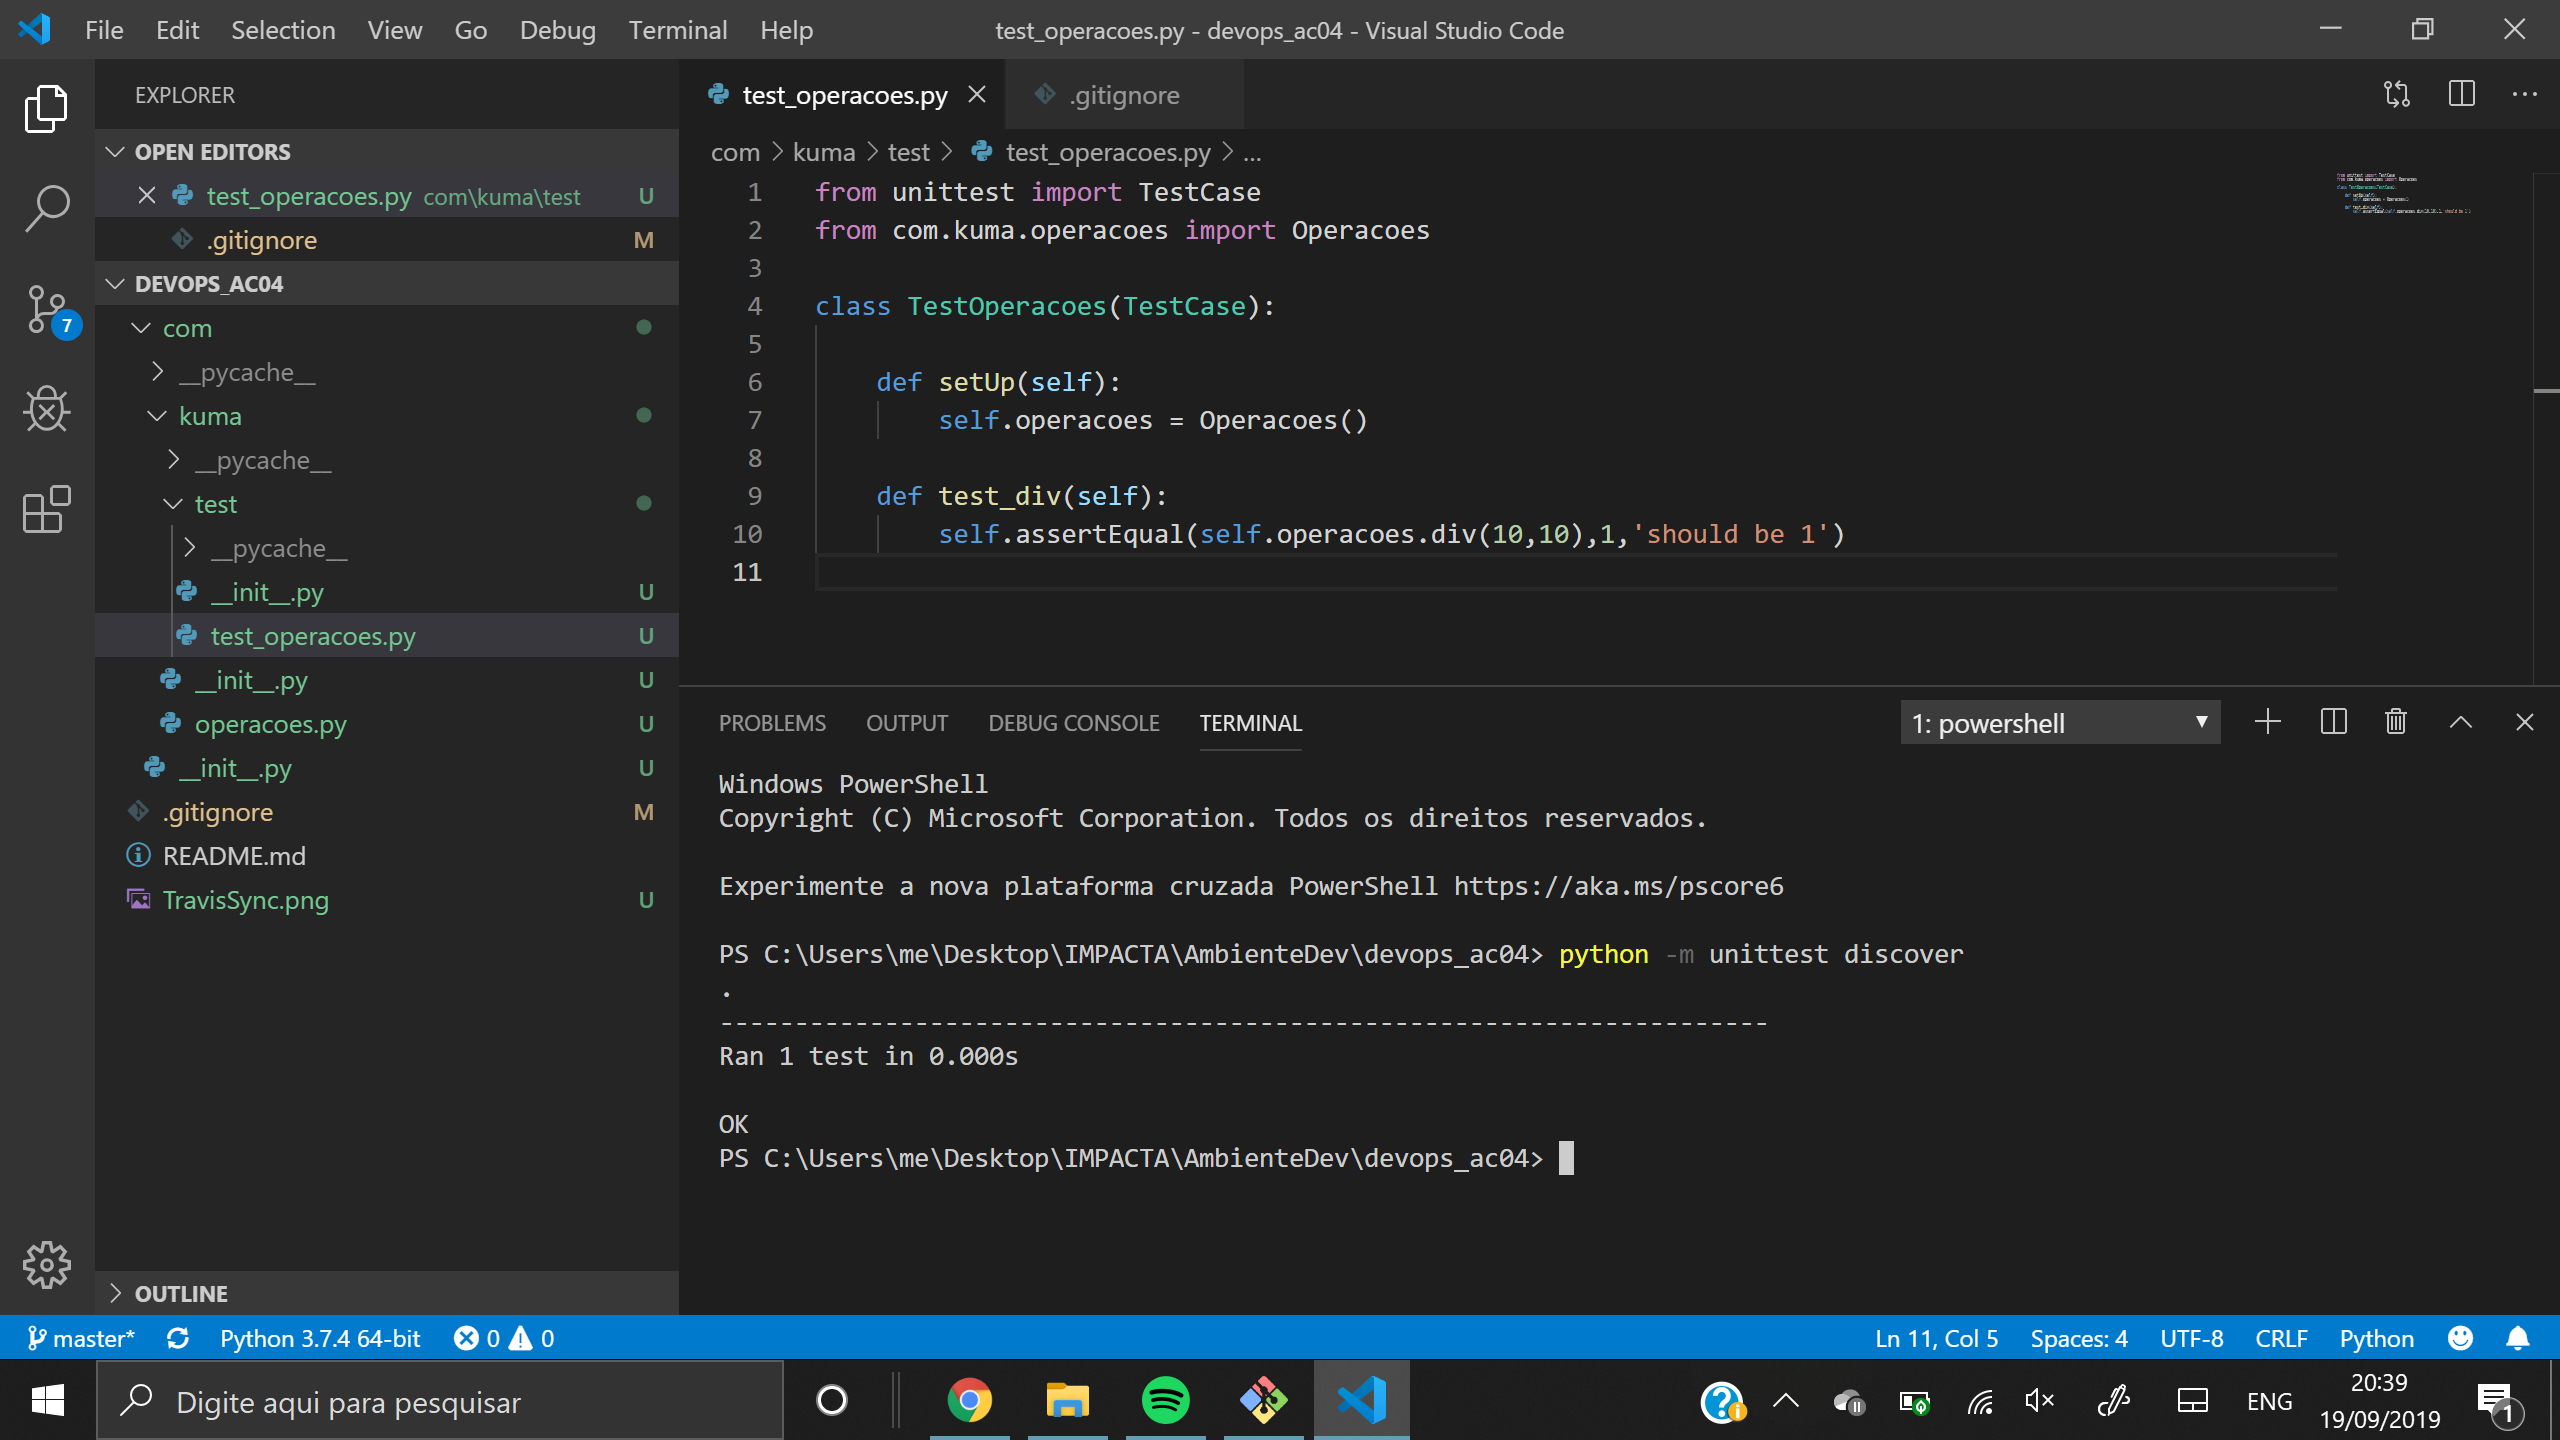 File Edit Selection View Go Debug Terminal Help
test_operacoes.py - devops_ac04 - Visual Studio Code
EXPLORER
OPEN EDITORS
test_operacoes.py com\kuma\test U
.gitignore M
DEVOPS_AC04
com
__pycache__
kuma
__pycache__
test
__pycache__
__init__.py U
test_operacoes.py U
__init__.py U
operacoes.py U
__init__.py U
.gitignore M
README.md
TravisSync.png U
OUTLINE
7
test_operacoes.py
.gitignore
com > kuma > test > test_operacoes.py > ...
1 from unittest import TestCase
2 from com.kuma.operacoes import Operacoes
3
4 class TestOperacoes(TestCase):
5
6 def setUp(self):
7 self.operacoes = Operacoes()
8
9 def test_div(self):
10 self.assertEqual(self.operacoes.div(10,10),1,'should be 1')
11
PROBLEMS OUTPUT DEBUG CONSOLE TERMINAL
1: powershell
Windows PowerShell
Copyright (C) Microsoft Corporation. Todos os direitos reservados.
Experimente a nova plataforma cruzada PowerShell https://aka.ms/pscore6
PS C:\Users\me\Desktop\IMPACTA\AmbienteDev\devops_ac04> python -m unittest discover
.
----------------------------------------------------------------------
Ran 1 test in 0.000s
OK
PS C:\Users\me\Desktop\IMPACTA\AmbienteDev\devops_ac04>
master* Python 3.7.4 64-bit 0 0
Ln 11, Col 5 Spaces: 4 UTF-8 CRLF Python
Digite aqui para pesquisar
ENG
20:39
19/09/2019
1